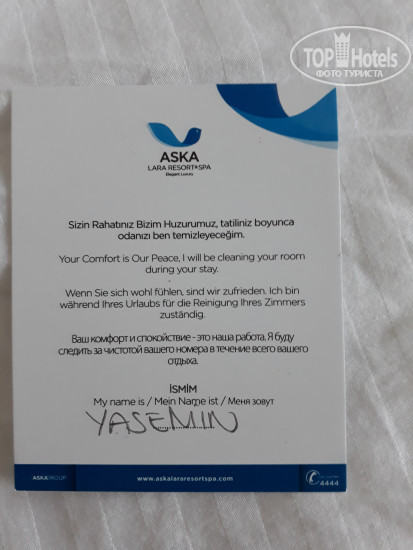 TOP Hotels
ФОТО ТУРИСТА
ASKA
LARA RESORT&SPA
Elegant Luxury
Sizin Rahatınız Bizim Huzurumuz, tatiliniz boyunca
odanızı ben temizleyeceğim.
Your Comfort is Our Peace, I will be cleaning your room
during your stay.
Wenn Sie sich wohl fühlen, sind wir zufrieden. Ich bin
während Ihres Urlaubs für die Reinigung Ihres Zimmers
zuständig.
Ваш комфорт и спокойствие - это наша работа. Я буду
следить за чистотой вашего номера в течение всего вашего
отдыха.
İSMİM
My name is / Mein Name ist / Меня зовут
YASEMIN
ASKAGROUP
www.askalararesortspa.com
4444